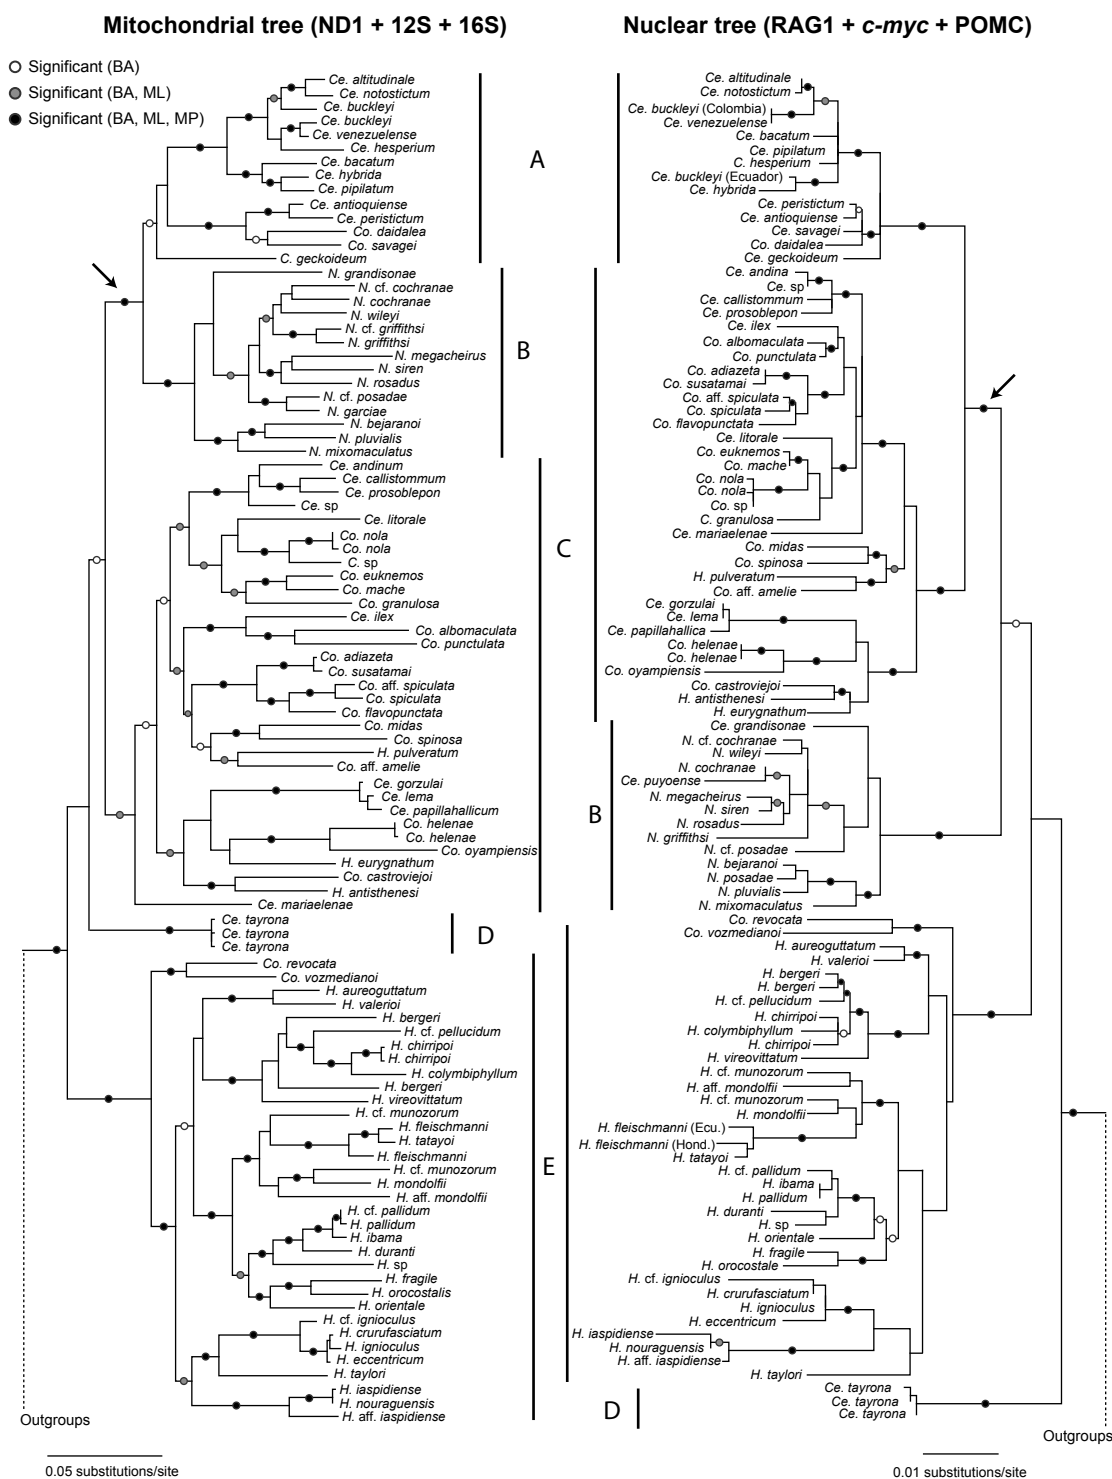 Mitochondrial tree (ND1 + 12S + 16S)
Significant (BA)
Significant (BA, ML)
Significant (BA, ML, MP)
Ce. altitudinale
Ce. notostictum
Ce. buckleyi
Ce. buckleyi
Ce. venezuelense
Ce. hesperium
Ce. bacatum
Ce. hybrida
Ce. pipilatum
Ce. antioquiense
Ce. peristictum
Co. daidalea
Co. savagei
C. geckoideum
A
N. grandisonae
N. cf. cochranae
N. cochranae
N. wileyi
N. cf. griffithsi
N. griffithsi
N. megacheirus
N. siren
N. rosadus
N. cf. posadae
N. garciae
N. bejaranoi
N. pluvialis
N. mixomaculatus
B
Ce. andinum
Ce. callistommum
Ce. prosoblepon
Ce. sp
Ce. litorale
Co. nola
Co. nola
C. sp
Co. euknemos
Co. mache
Co. granulosa
Ce. ilex
Co. albomaculata
Co. punctulata
Co. adiazeta
Co. susatamai
Co. aff. spiculata
Co. spiculata
Co. flavopunctata
Co. midas
Co. spinosa
H. pulveratum
Co. aff. amelie
Ce. gorzulai
Ce. lema
Ce. papillahallicum
Co. helenae
Co. helenae
Co. oyampiensis
H. eurygnathum
Co. castroviejoi
H. antisthenesi
Ce. mariaelenae
C
Ce. tayrona
Ce. tayrona
Ce. tayrona
D
Co. revocata
Co. vozmedianoi
H. aureoguttatum
H. valerioi
H. bergeri
H. cf. pellucidum
H. chirripoi
H. chirripoi
H. colymbiphyllum
H. bergeri
H. vireovittatum
H. cf. munozorum
H. fleischmanni
H. tatayoi
H. fleischmanni
H. cf. munozorum
H. mondolfii
H. aff. mondolfii
H. cf. pallidum
H. pallidum
H. ibama
H. duranti
H. sp
H. fragile
H. orocostalis
H. orientale
H. cf. ignioculus
H. crurufasciatum
H. ignioculus
H. eccentricum
H. taylori
H. iaspidiense
H. nouraguensis
H. aff. iaspidiense
E
Outgroups
0.05 substitutions/site
Nuclear tree (RAG1 + c-myc + POMC)
Ce. altitudinale
Ce. notostictum
Ce. buckleyi (Colombia)
Ce. venezuelense
Ce. bacatum
Ce. pipilatum
C. hesperium
Ce. buckleyi (Ecuador)
Ce. hybrida
Ce. peristictum
Ce. antioquiense
Ce. savagei
Co. daidalea
Ce. geckoideum
Ce. andina
Ce. sp
Ce. callistommum
Ce. prosoblepon
Ce. ilex
Co. albomaculata
Co. punctulata
Co. adiazeta
Co. susatamai
Co. aff. spiculata
Co. spiculata
Co. flavopunctata
Ce. litorale
Co. euknemos
Co. mache
Co. nola
Co. nola
Co. sp
C. granulosa
Ce. mariaelenae
Co. midas
Co. spinosa
H. pulveratum
Co. aff. amelie
Ce. gorzulai
Ce. lema
Ce. papillahallica
Co. helenae
Co. helenae
Co. oyampiensis
Co. castroviejoi
H. antisthenesi
H. eurygnathum
Ce. grandisonae
N. cf. cochranae
N. wileyi
N. cochranae
Ce. puyoense
N. megacheirus
N. siren
N. rosadus
N. griffithsi
N. cf. posadae
N. bejaranoi
N. posadae
N. pluvialis
N. mixomaculatus
B
Co. revocata
Co. vozmedianoi
H. aureoguttatum
H. valerioi
H. bergeri
H. bergeri
H. cf. pellucidum
H. chirripoi
H. colymbiphyllum
H. chirripoi
H. vireovittatum
H. cf. munozorum
H. aff. mondolfii
H. cf. munozorum
H. mondolfii
H. fleischmanni (Ecu.)
H. fleischmanni (Hond.)
H. tatayoi
H. cf. pallidum
H. ibama
H. pallidum
H. duranti
H. sp
H. orientale
H. fragile
H. orocostale
H. cf. ignioculus
H. crurufasciatum
H. ignioculus
H. eccentricum
H. iaspidiense
H. nouraguensis
H. aff. iaspidiense
H. taylori
Ce. tayrona
Ce. tayrona
Ce. tayrona
D
Outgroups
0.01 substitutions/site